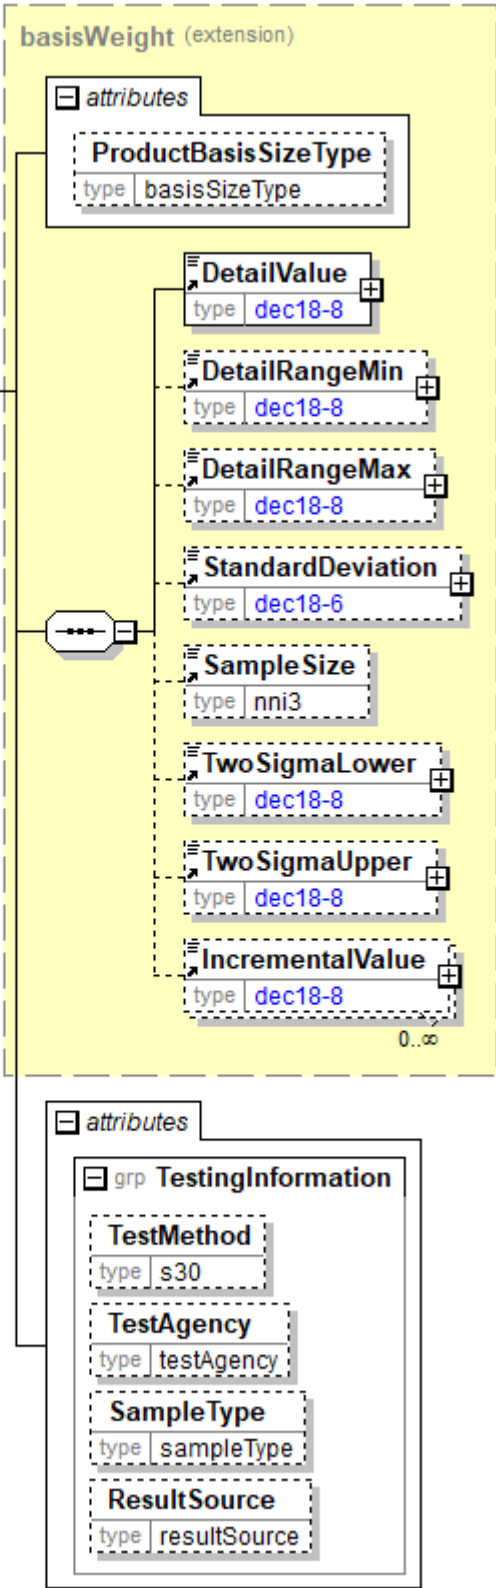 basisWeight (extension)
attributes
ProductBasisSizeType
type basisSizeType
DetailValue
type dec18-8
DetailRangeMin
type dec18-8
DetailRangeMax
type dec18-8
StandardDeviation
type dec18-6
SampleSize
type nni3
TwoSigmaLower
type dec18-8
TwoSigmaUpper
type dec18-8
IncrementalValue
type dec18-8
0..∞
attributes
grp TestingInformation
TestMethod
type s30
TestAgency
type testAgency
SampleType
type sampleType
ResultSource
type resultSource